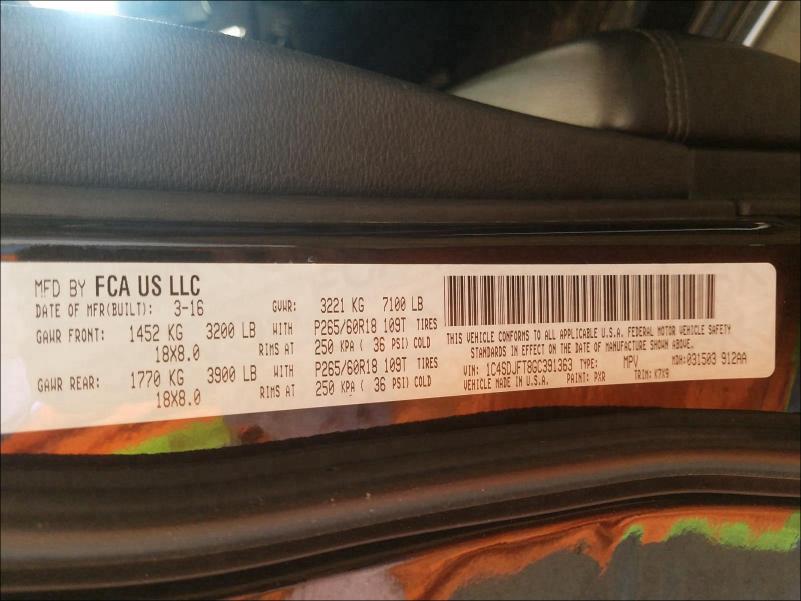 MFD BY FCA US LLC
DATE OF MFR(BUILT): 3-16 GVWR: 3221 KG 7100 LB
GAWR FRONT: 1452 KG 3200 LB WITH P265/60R18 109T TIRES
18X8.0 RIMS AT 250 KPA ( 36 PSI) COLD
GAWR REAR: 1770 KG 3900 LB WITH P265/60R18 109T TIRES
18X8.0 RIMS AT 250 KPA ( 36 PSI) COLD
THIS VEHICLE CONFORMS TO ALL APPLICABLE U.S.A. FEDERAL MOTOR VEHICLE SAFETY
STANDARDS IN EFFECT ON THE DATE OF MANUFACTURE SHOWN ABOVE.
VIN: 1C4SDJFT8GC391363 TYPE: MPV MDH: 031503 912AA
VEHICLE MADE IN U.S.A. PAINT: PXR TRIM: K7X9